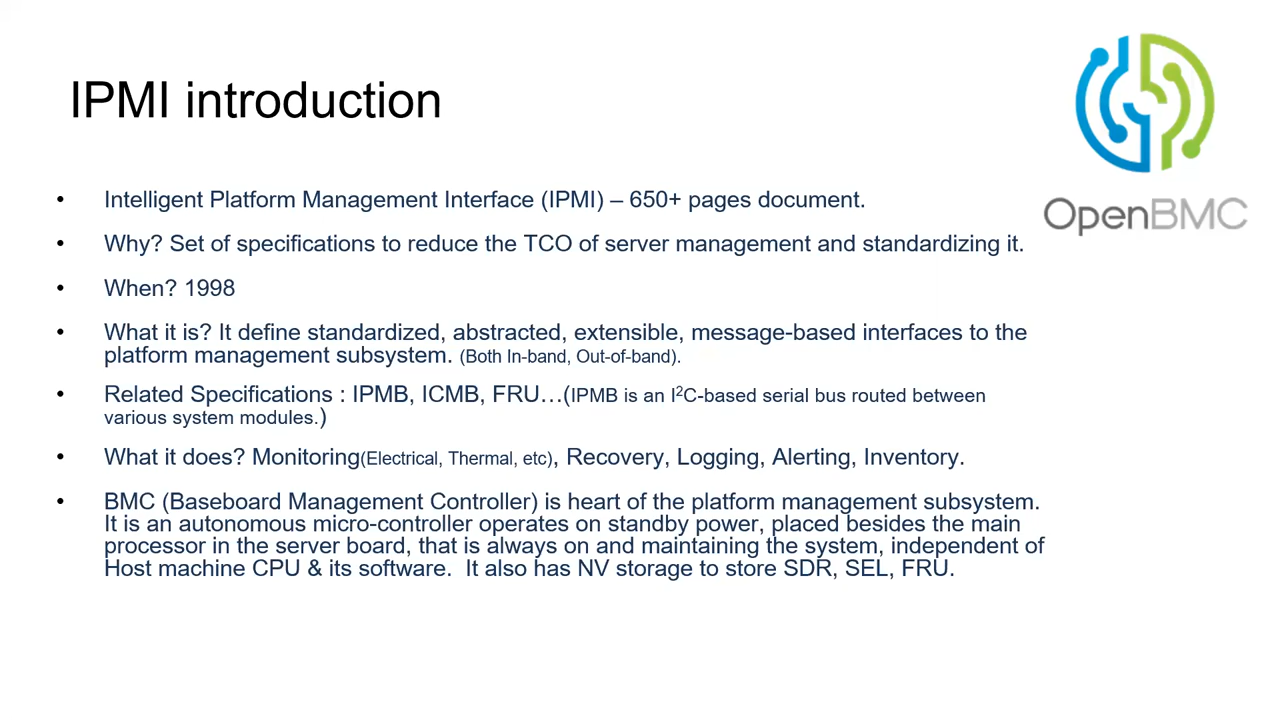 IPMI introduction
OpenBMC
• Intelligent Platform Management Interface (IPMI) – 650+ pages document.
• Why? Set of specifications to reduce the TCO of server management and standardizing it.
• When? 1998
• What it is? It define standardized, abstracted, extensible, message-based interfaces to the
platform management subsystem. (Both In-band, Out-of-band).
• Related Specifications : IPMB, ICMB, FRU…(IPMB is an I²C-based serial bus routed between
various system modules.)
• What it does? Monitoring(Electrical, Thermal, etc), Recovery, Logging, Alerting, Inventory.
• BMC (Baseboard Management Controller) is heart of the platform management subsystem.
It is an autonomous micro-controller operates on standby power, placed besides the main
processor in the server board, that is always on and maintaining the system, independent of
Host machine CPU & its software.  It also has NV storage to store SDR, SEL, FRU.